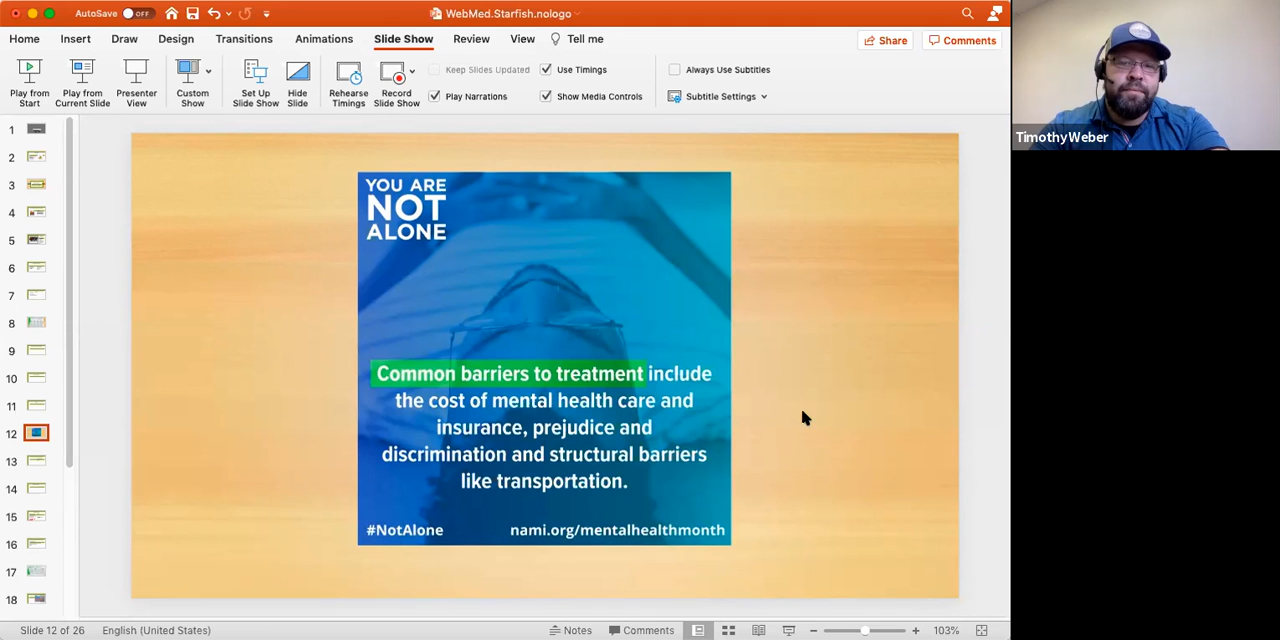 AutoSave OFF
WebMed.Starfish.nologo
Home Insert Draw Design Transitions Animations Slide Show Review View Tell me
Share Comments
Play from Start
Play from Current Slide
Presenter View
Custom Show
Set Up Slide Show
Hide Slide
Rehearse Timings
Record Slide Show
Keep Slides Updated
Play Narrations
Use Timings
Show Media Controls
Always Use Subtitles
Subtitle Settings
TimothyWeber
1
2
3
4
5
6
7
8
9
10
11
12
13
14
15
16
17
18
YOU ARE
NOT
ALONE
Common barriers to treatment include
the cost of mental health care and
insurance, prejudice and
discrimination and structural barriers
like transportation.
#NotAlone nami.org/mentalhealthmonth
Slide 12 of 26 English (United States) Notes Comments 103%